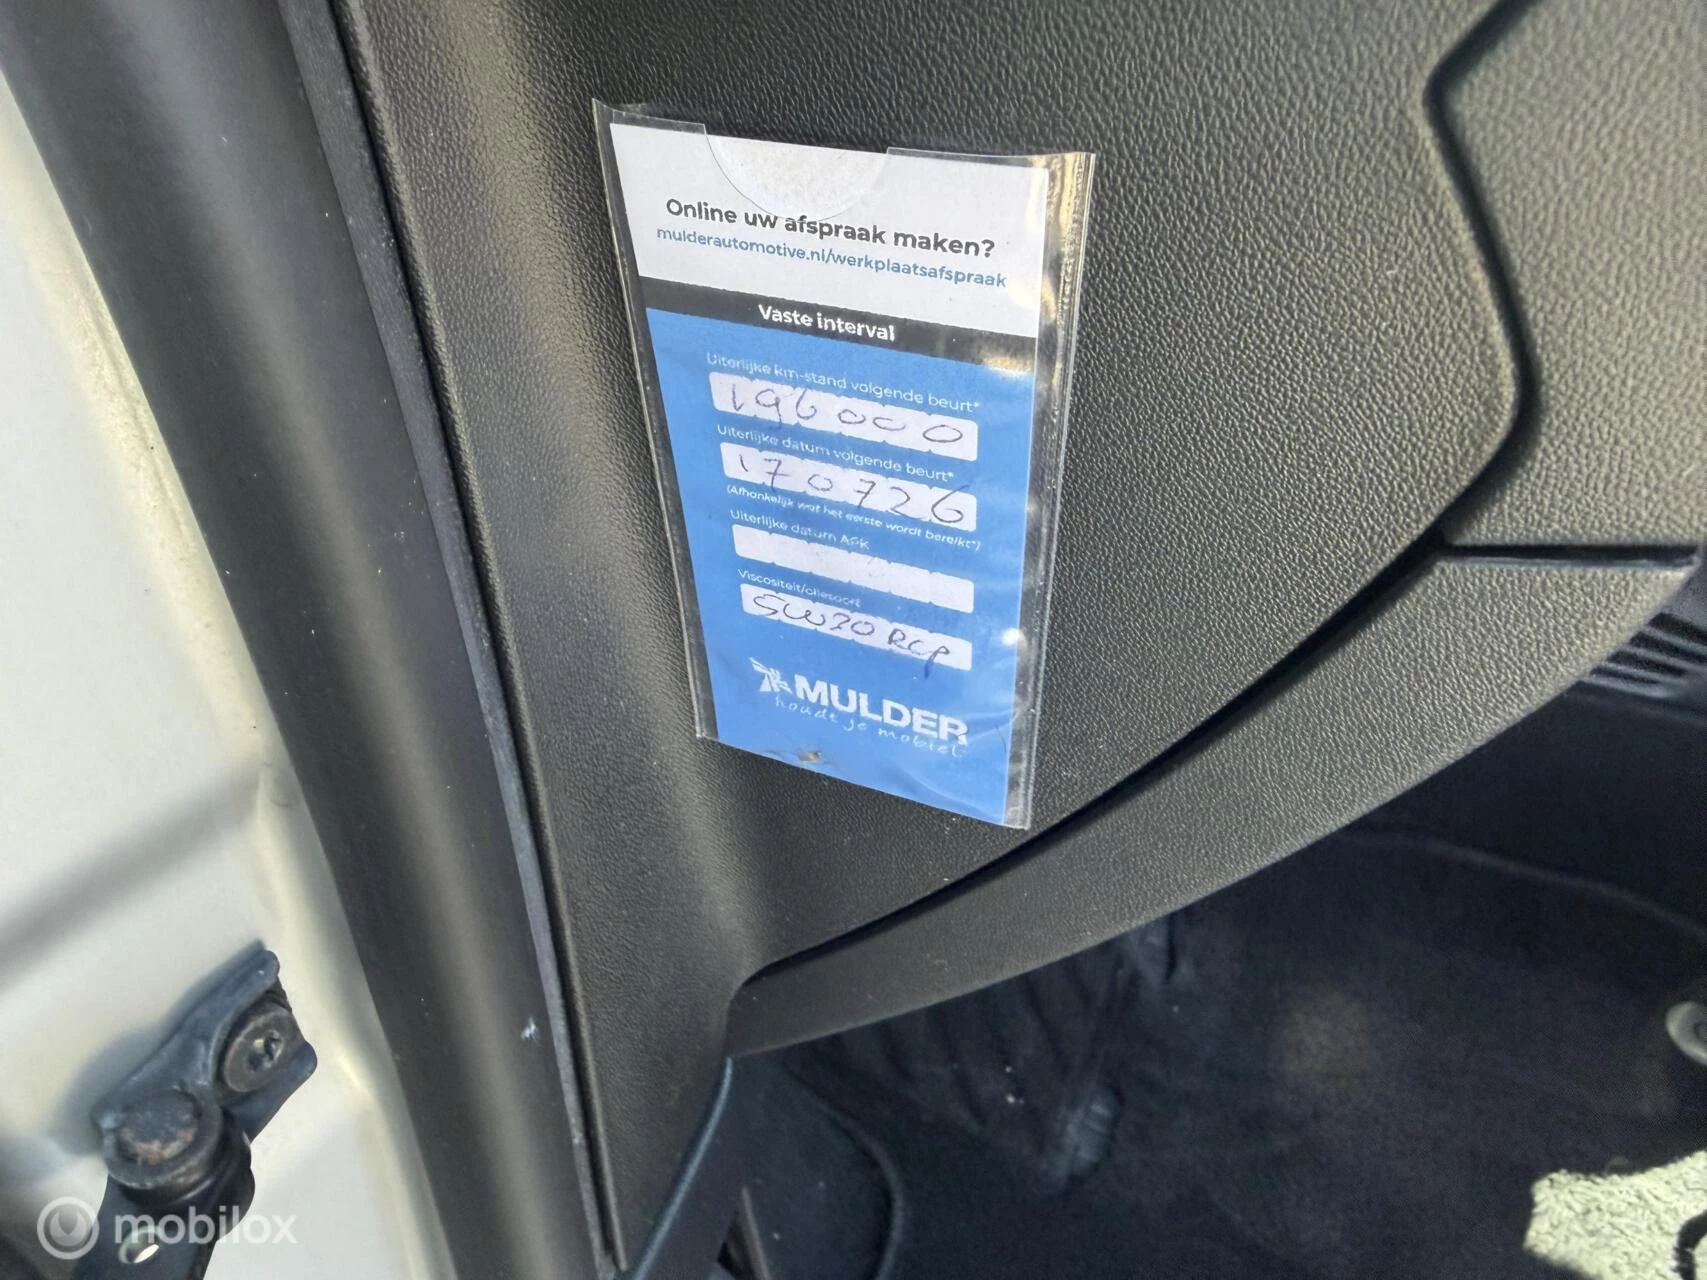 Online uw afspraak maken?
mulderautomotive.nl/werkplaatsafspraak
Vaste interval
Uiterlijke km-stand volgende beurt*
196000
Uiterlijke datum volgende beurt*
170726
(Afhankelijk wat het eerste wordt bereikt*)
Uiterlijke datum APK
Viscositeit/oliesoort
5W30 RCP
MULDER
houdt je mobiel.
mobilox